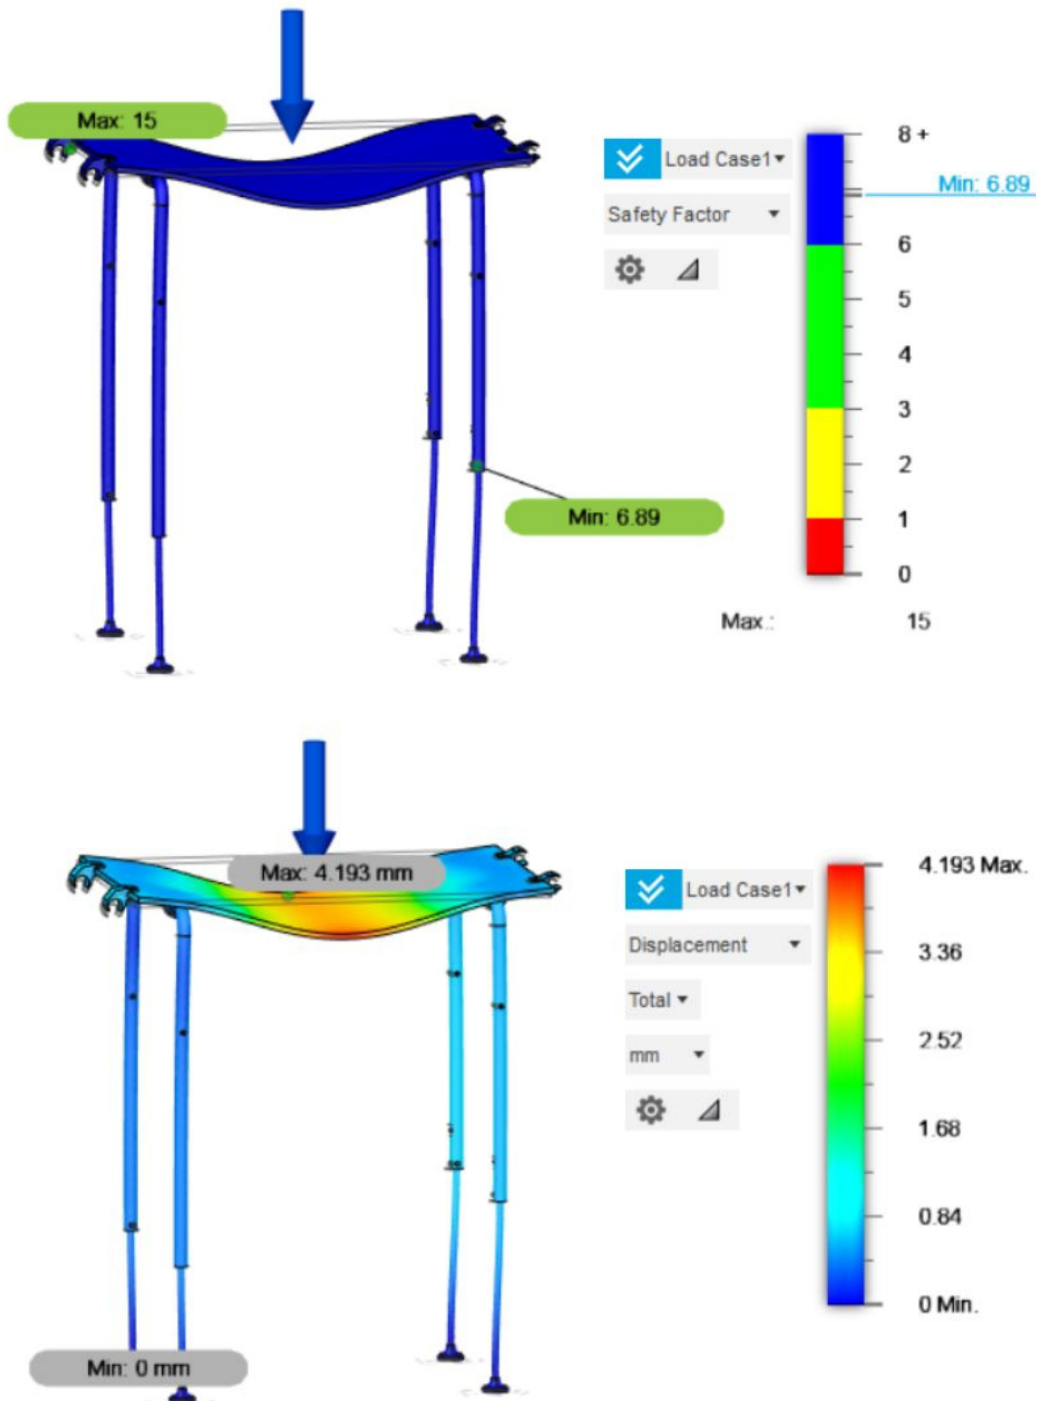 Max: 15
Load Case1
Safety Factor
8 +
Min: 6.89
6
5
4
3
2
1
0
Min: 6.89
Max.: 15
Max: 4.193 mm
Load Case1
Displacement
Total
mm
4.193 Max.
3.36
2.52
1.68
0.84
0 Min.
Min: 0 mm